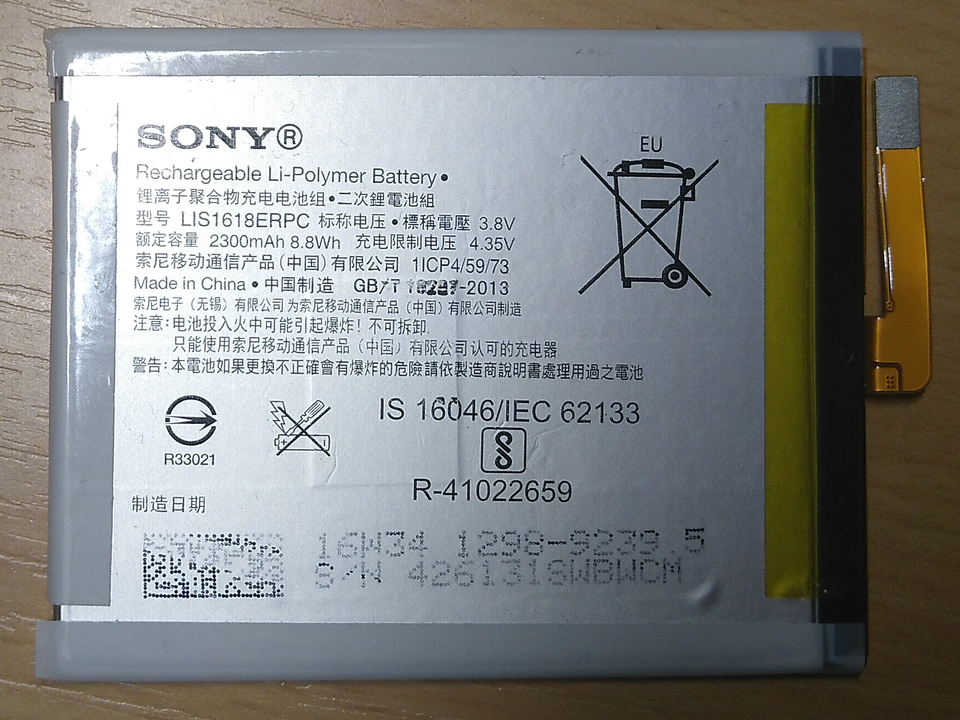 SONY®
EU
Rechargeable Li-Polymer Battery •
锂离子聚合物充电电池组 • 二次鋰電池組
型号 LIS1618ERPC 标称电压 • 標稱電壓 3.8V
额定容量 2300mAh 8.8Wh 充电限制电压 4.35V
索尼移动通信产品（中国）有限公司 1ICP4/59/73
Made in China • 中国制造 GB/T 18287-2013
索尼电子（无锡）有限公司 为索尼移动通信产品（中国）有限公司制造
注意: 电池投入火中可能引起爆炸！不可拆卸.
只能使用索尼移动通信产品（中国）有限公司认可的充电器
警告: 本電池如果更換不正確會有爆炸的危險請依製造商說明書處理用過之電池
IS 16046/IEC 62133
R33021
R-41022659
制造日期
16W34 1298-9239 5
S/N 426131SWBWCM